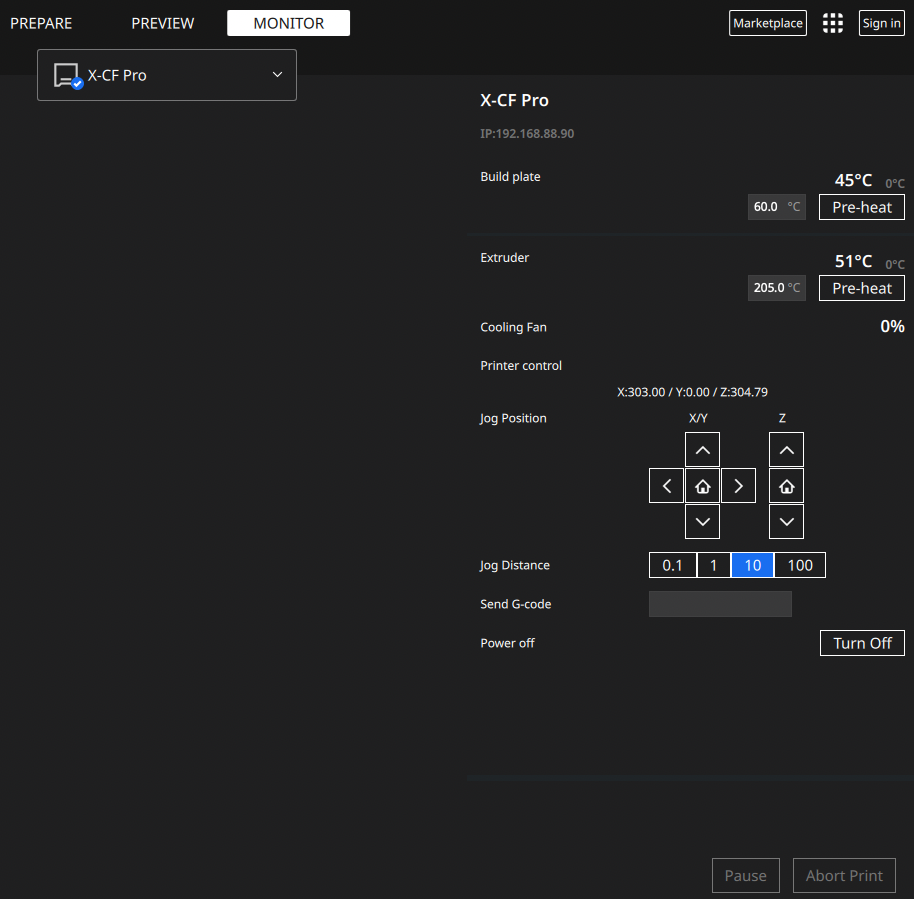 PREPARE PREVIEW MONITOR Marketplace Sign in
X-CF Pro
X-CF Pro
IP:192.168.88.90
Build plate 45°C 0°C
60.0 °C Pre-heat
Extruder 51°C 0°C
205.0 °C Pre-heat
Cooling Fan 0%
Printer control
X:303.00 / Y:0.00 / Z:304.79
Jog Position X/Y Z
Jog Distance 0.1 1 10 100
Send G-code
Power off Turn Off
Pause Abort Print